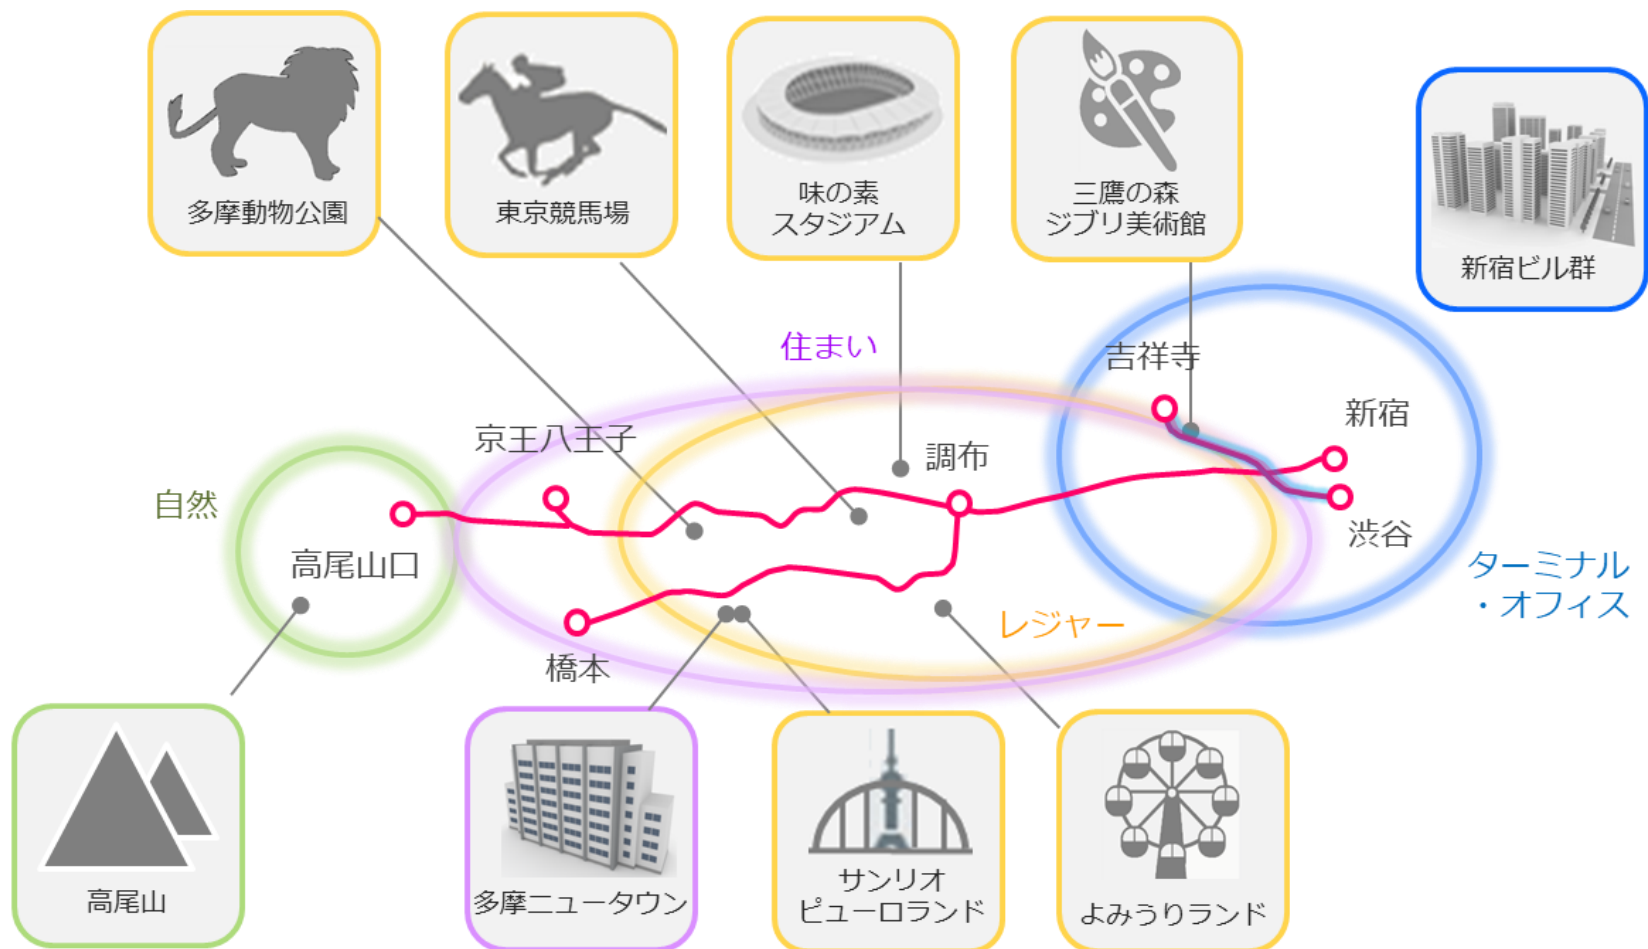 多摩動物公園
東京競馬場
味の素
スタジアム
三鷹の森
ジブリ美術館
新宿ビル群
住まい
吉祥寺
新宿
京王八王子
調布
自然
渋谷
高尾山口
ターミナル
・オフィス
レジャー
橋本
高尾山
多摩ニュータウン
サンリオ
ピューロランド
よみうりランド